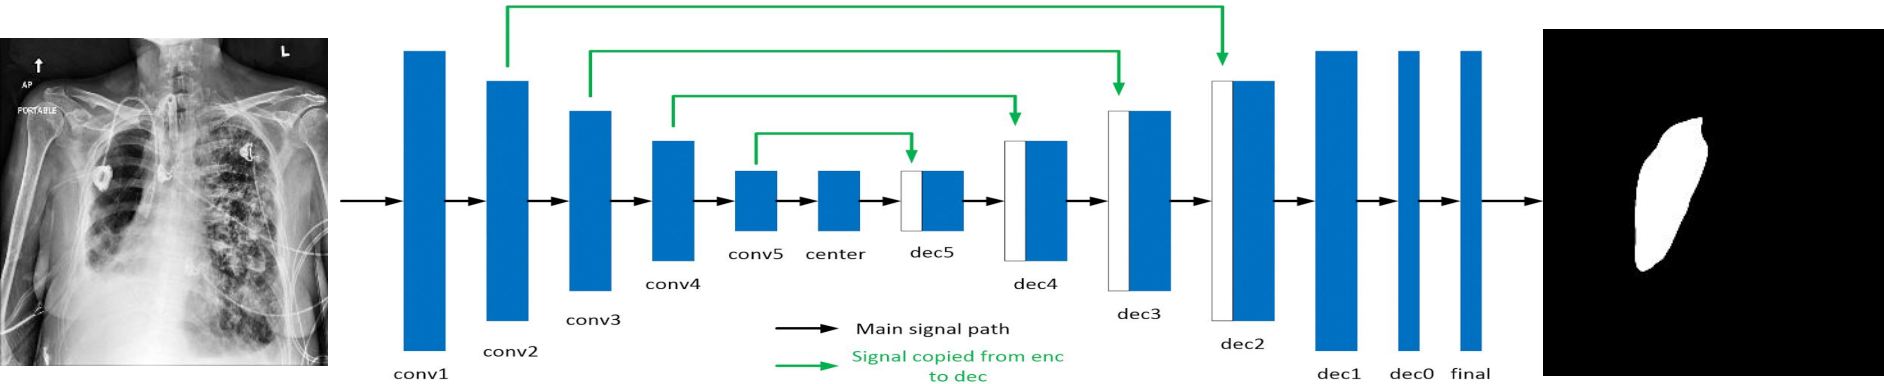 L
AP
PORTABLE
conv1
conv2
conv3
conv4
conv5
center
dec5
dec4
dec3
dec2
dec1
dec0
final
Main signal path
Signal copied from enc
to dec